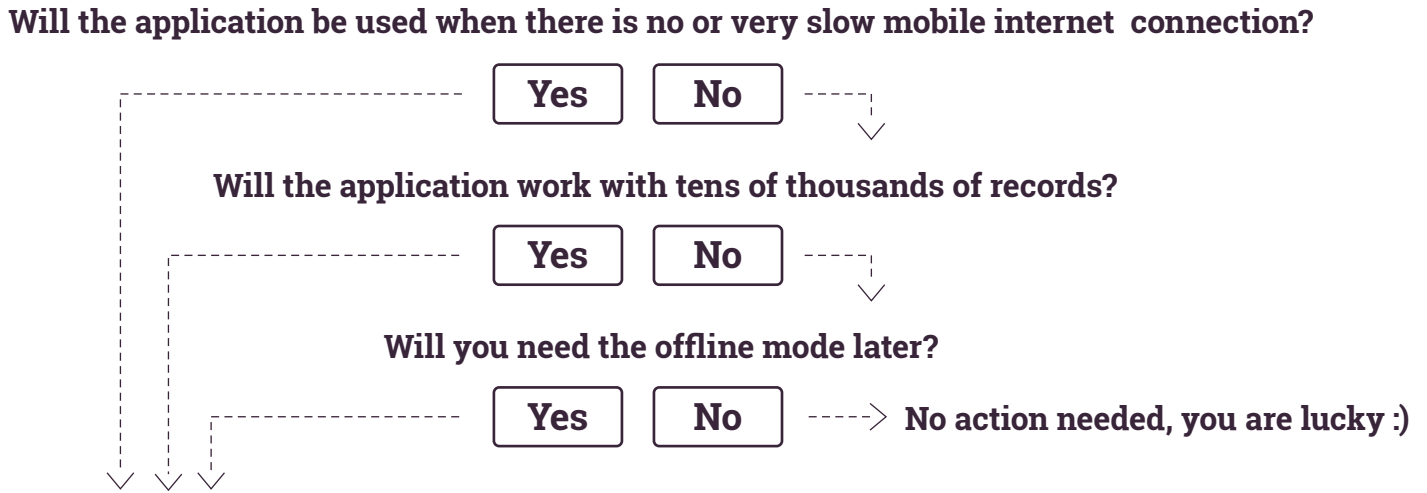 Will the application be used when there is no or very slow mobile internet connection?
Yes No
Will the application work with tens of thousands of records?
Yes No
Will you need the offline mode later?
Yes No No action needed, you are lucky :)